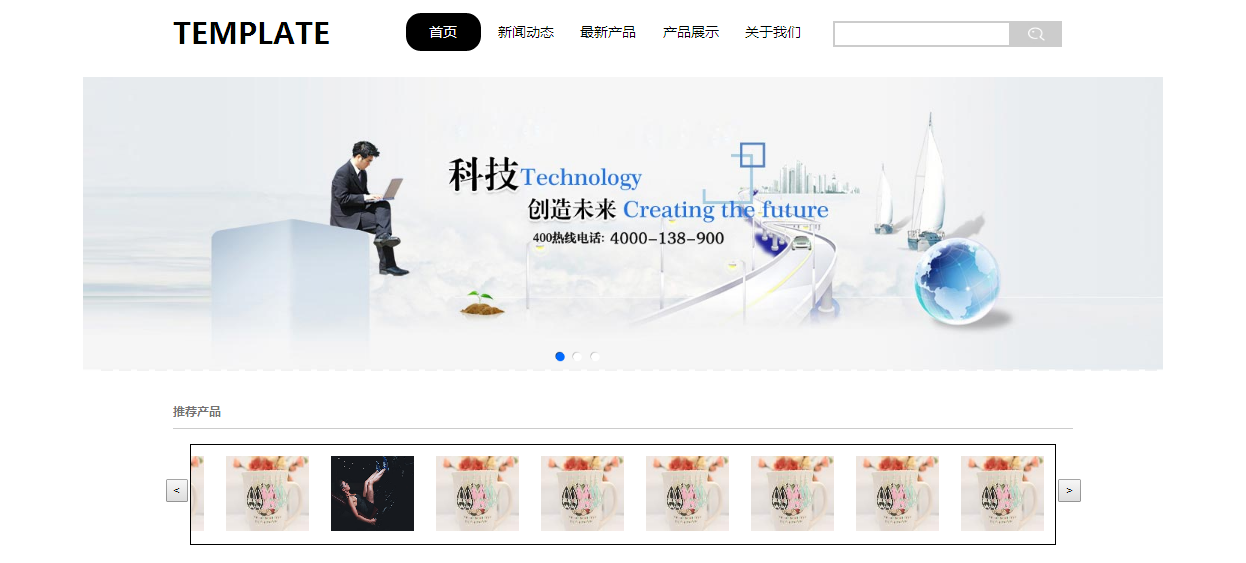 TEMPLATE
首页 新闻动态 最新产品 产品展示 关于我们
科技Technology
创造未来 Creating the future
400热线电话: 4000-138-900
推荐产品
<
>